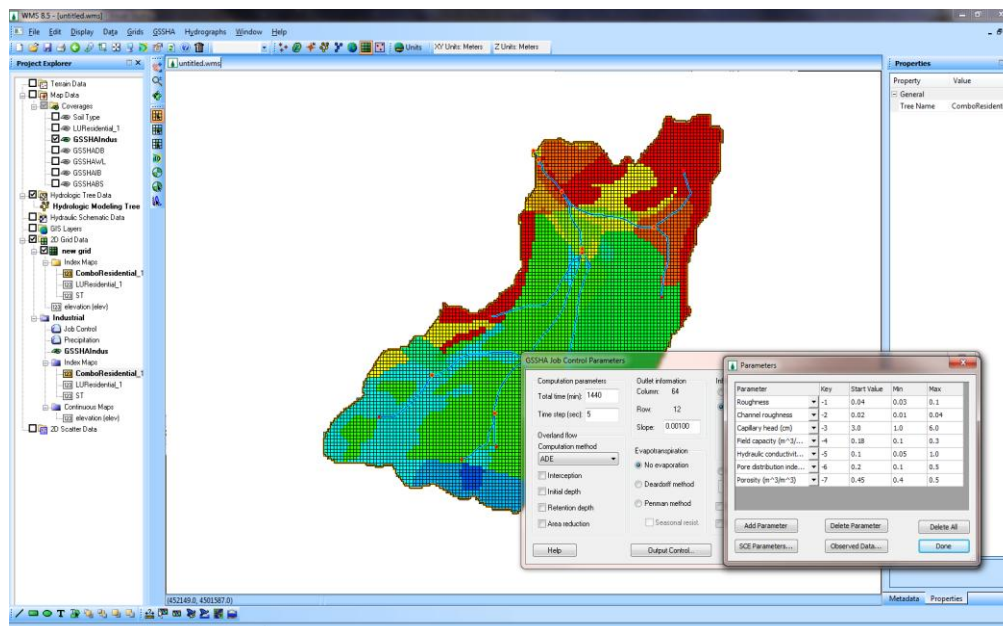 WMS 8.5 - [untitled.wms]
File Edit Display Data Grids GSSHA Hydrographs Window Help
Units XY Units: Meters Z Units: Meters
Project Explorer
untitled.wms
Terrain Data
Map Data
Coverages
Soil Type
LUResidential_1
GSSHAIndus
GSSHADB
GSSHAWL
GSSHAIB
GSSHABS
Hydrologic Tree Data
Hydrologic Modeling Tree
Hydraulic Schematic Data
GIS Layers
2D Grid Data
new grid
Index Maps
ComboResidential_1
LUResidential_1
ST
elevation (elev)
Industrial
Job Control
Precipitation
GSSHAIndus
Index Maps
ComboResidential_1
LUResidential_1
ST
Continuous Maps
elevation (elev)
2D Scatter Data
Properties
Property Value
General
Tree Name ComboResident
GSSHA Job Control Parameters
Computation parameters
Total time (min): 1440
Time step (sec): 5
Overland flow
Computation method
ADE
Interception
Initial depth
Retention depth
Area reduction
Help
Outlet information
Column: 64
Row: 12
Slope: 0.00100
Evapotranspiration
No evaporation
Deardorff method
Penman method
Seasonal resist.
Output Control...
Parameters
Parameter Key Start Value Min Max
Roughness -1 0.04 0.03 0.1
Channel roughness -2 0.02 0.01 0.04
Capillary head (cm) -3 3.0 1.0 6.0
Field capacity (m^3/... -4 0.18 0.1 0.3
Hydraulic conductivit... -5 0.1 0.05 1.0
Pore distribution inde... -6 0.2 0.1 0.5
Porosity (m^3/m^3) -7 0.45 0.4 0.5
Add Parameter Delete Parameter Delete All
SCE Parameters... Observed Data... Done
(452149.0, 4501587.0)
Metadata Properties